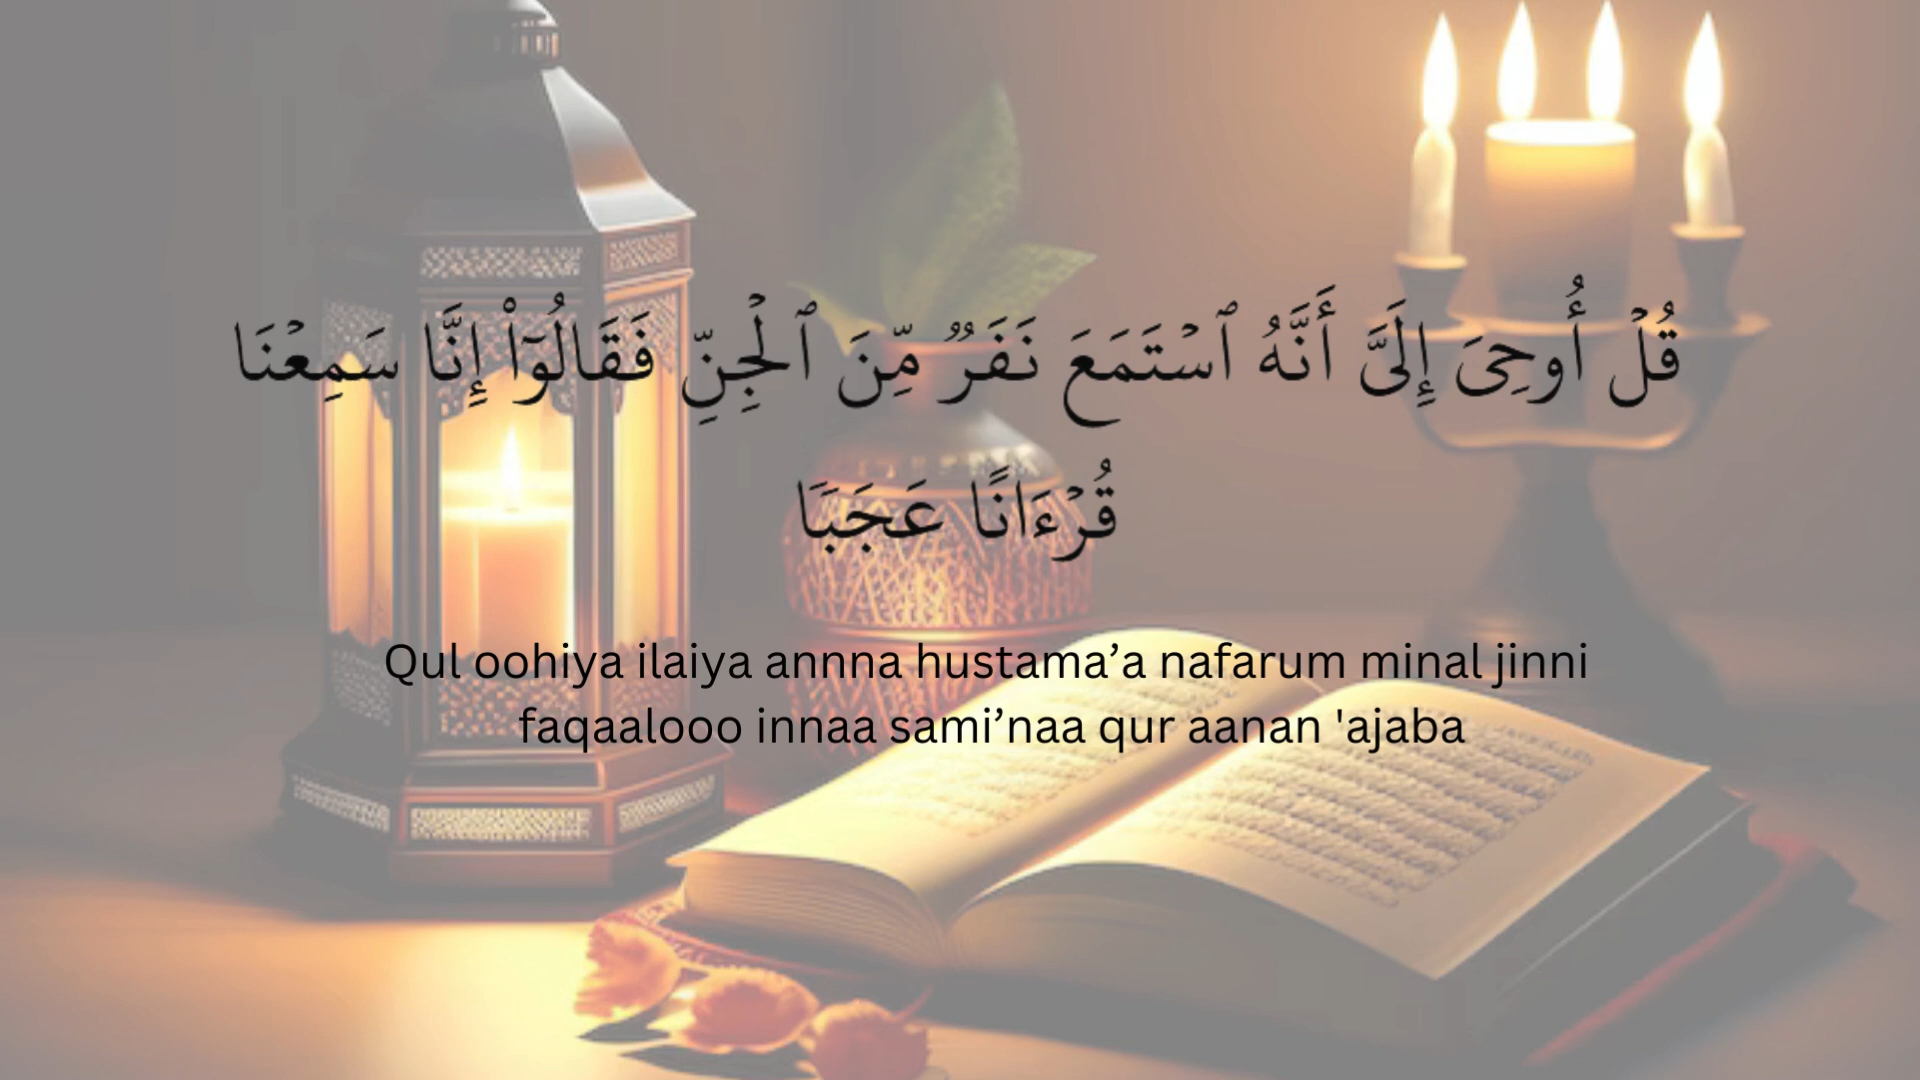 قُلۡ أُوحِيَ إِلَيَّ أَنَّهُ ٱسۡتَمَعَ نَفَرٞ مِّنَ ٱلۡجِنِّ فَقَالُوٓاْ إِنَّا سَمِعۡنَا
قُرۡءَانًا عَجَبٗا
Qul oohiya ilaiya annna hustama’a nafarum minal jinni
faqaalooo innaa sami’naa qur aanan 'ajaba